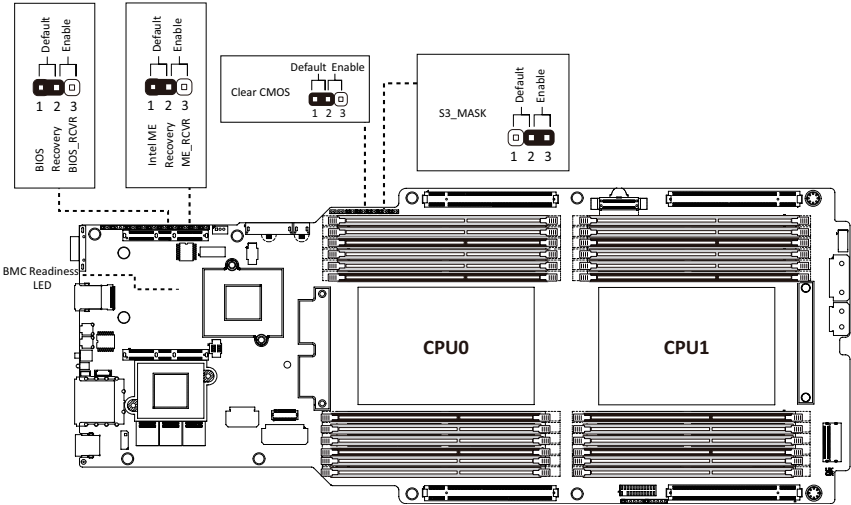 Default
Enable
1 2 3
BIOS
Recovery
BIOS_RCVR
Default
Enable
1 2 3
Intel ME
Recovery
ME_RCVR
Default Enable
Clear CMOS
1 2 3
S3_MASK
Default
Enable
1 2 3
BMC Readiness
LED
CPU0
CPU1